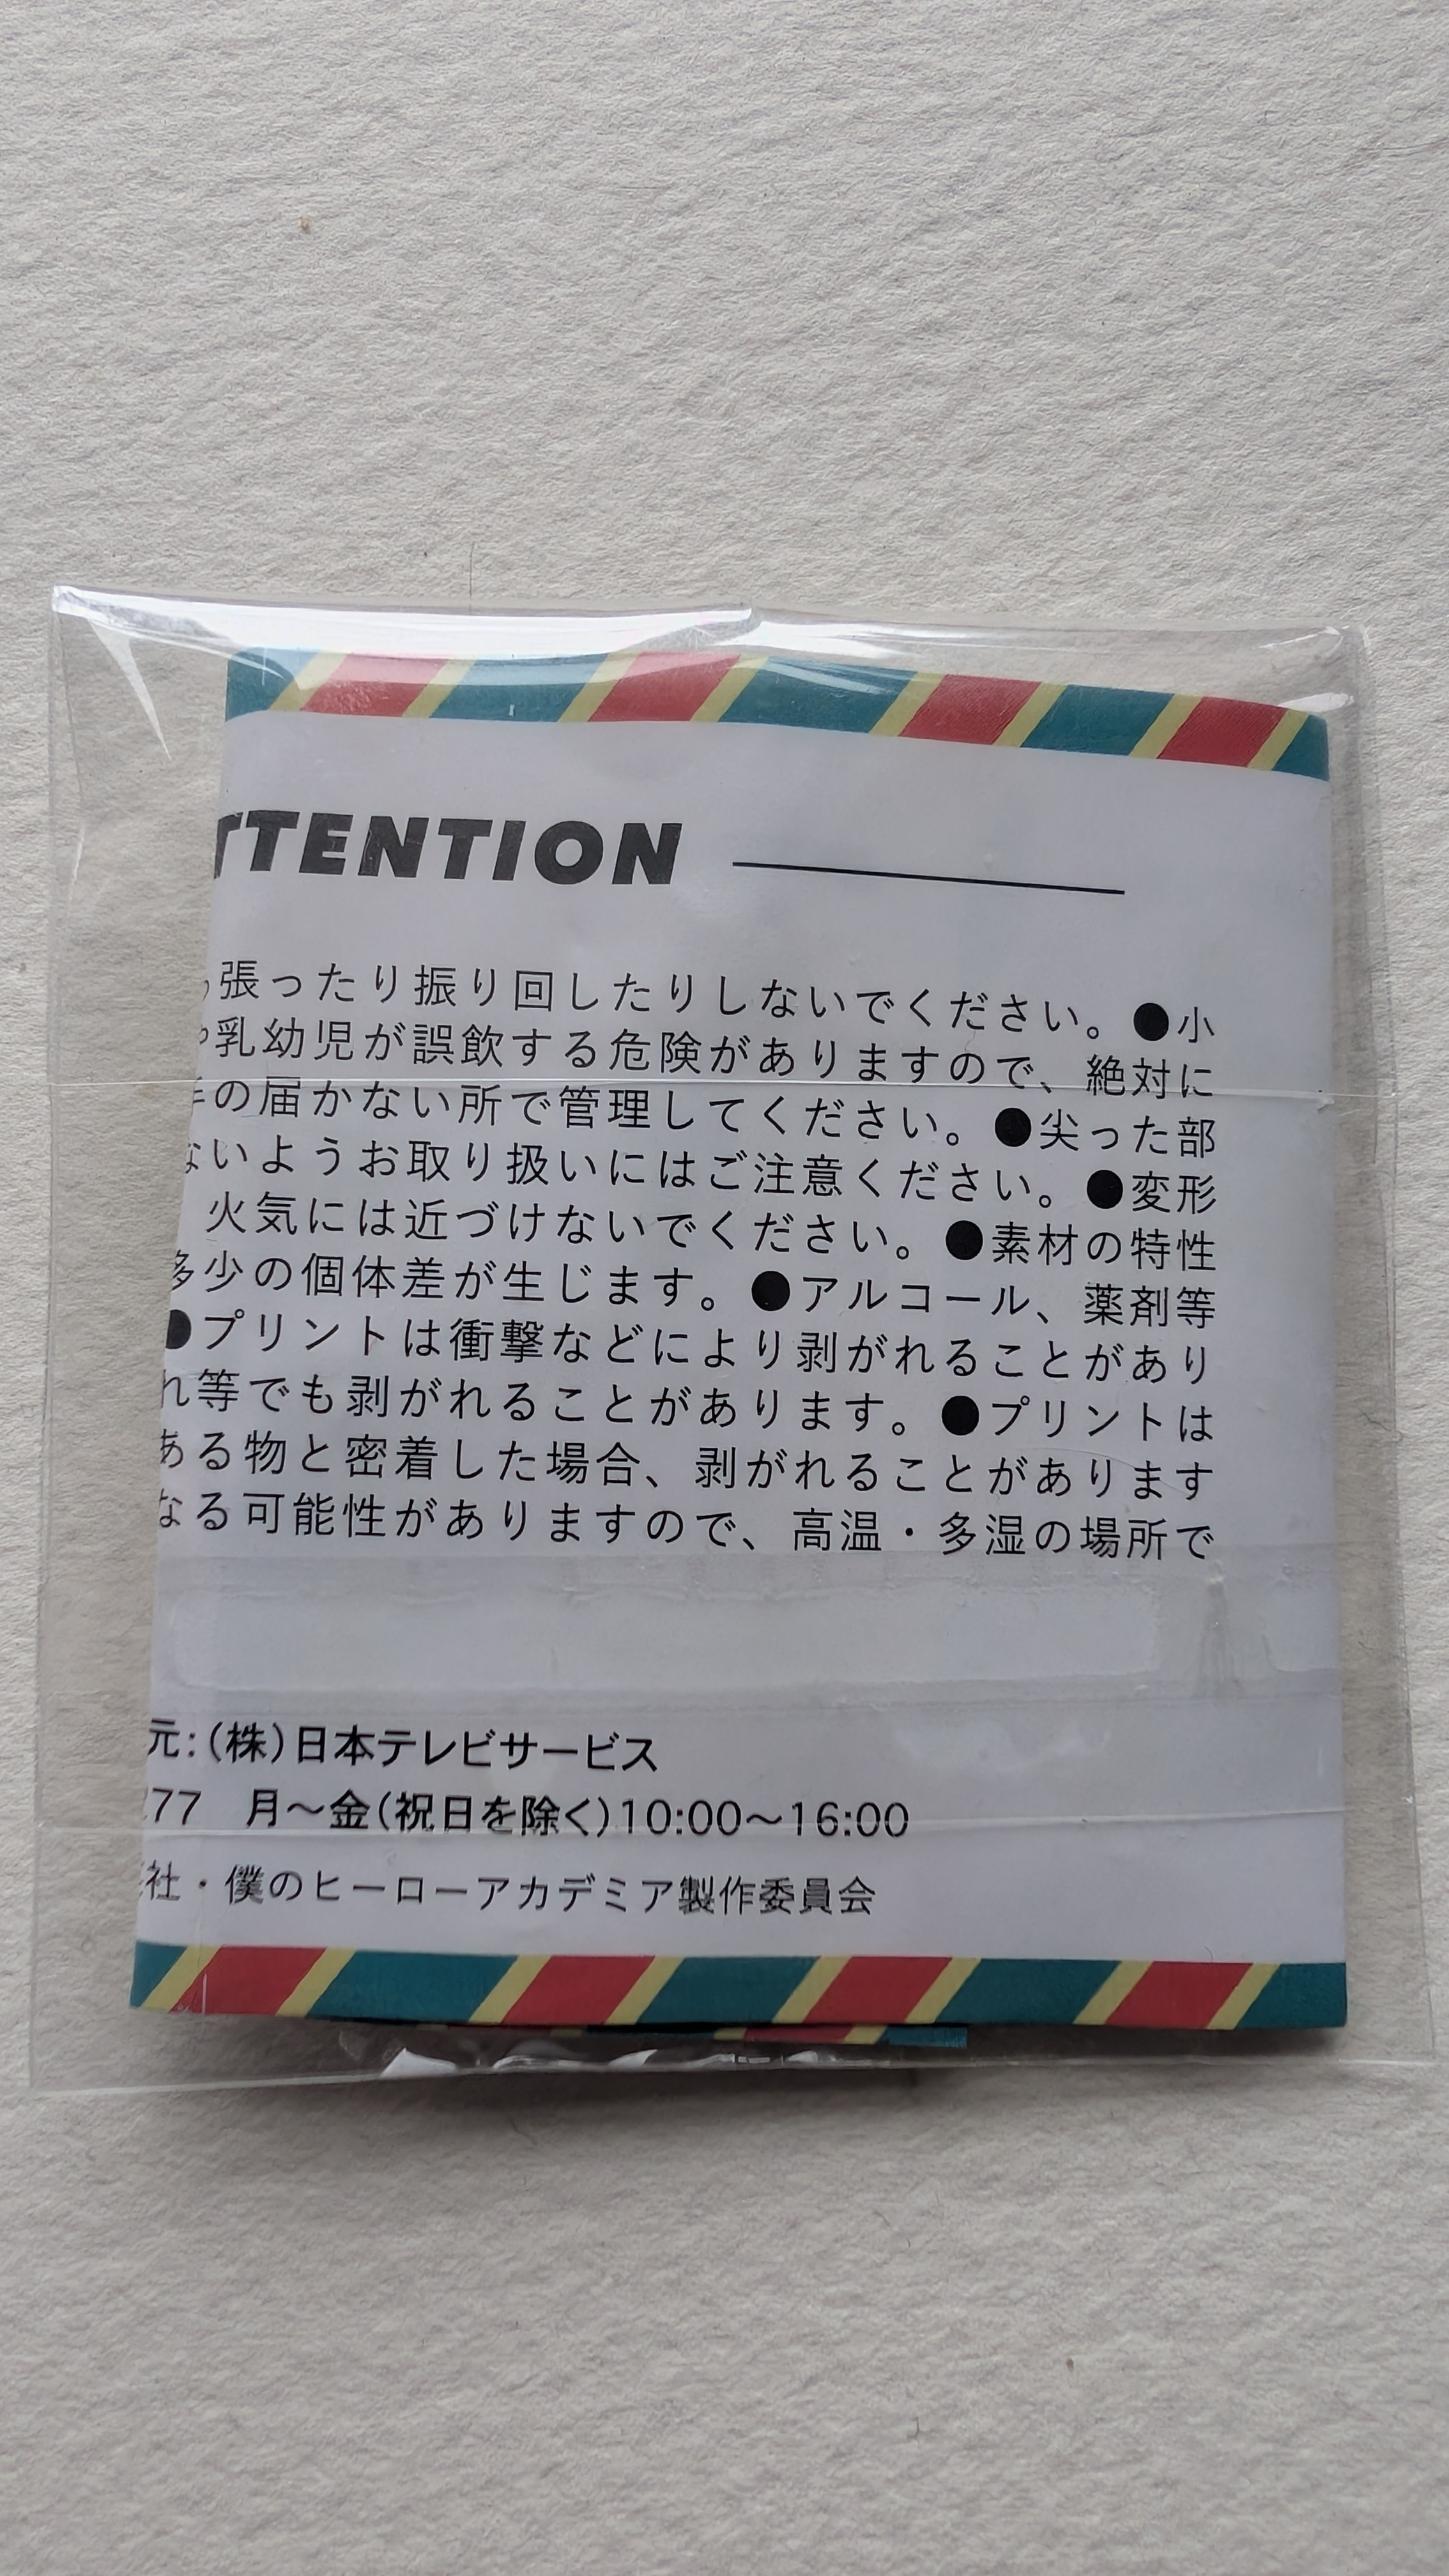 TTENTION
張ったり振り回したりしないでください。●小
乳幼児が誤飲する危険がありますので、絶対に
手の届かない所で管理してください。●尖った部
ないようお取り扱いにはご注意ください。●変形
火気には近づけないでください。●素材の特性
多少の個体差が生じます。●アルコール、薬剤等
●プリントは衝撃などにより剥がれることがあり
れ等でも剥がれることがあります。●プリントは
ある物と密着した場合、剥がれることがあります
なる可能性がありますので、高温・多湿の場所で
元:(株)日本テレビサービス
77 月～金(祝日を除く)10:00～16:00
社・僕のヒーローアカデミア製作委員会